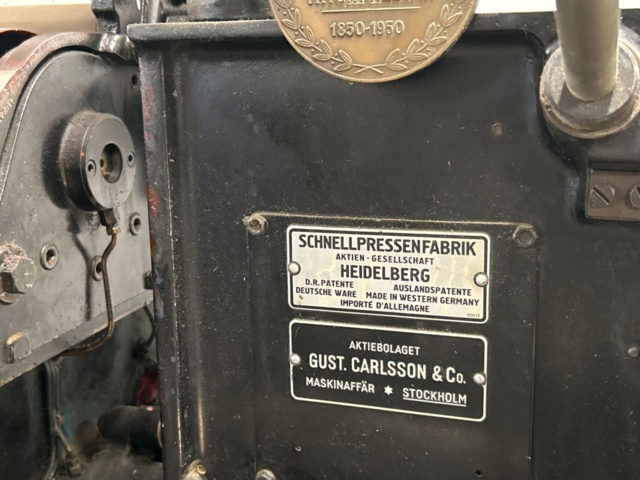 1850-1950
SCHNELLPRESSENFABRIK
AKTIEN-GESELLSCHAFT
HEIDELBERG
D.R.PATENTE AUSLANDSPATENTE
DEUTSCHE WARE MADE IN WESTERN GERMANY
IMPORTÉ D'ALLEMAGNE
AKTIEBOLAGET
GUST. CARLSSON & Co.
MASKINAFFÄR * STOCKHOLM